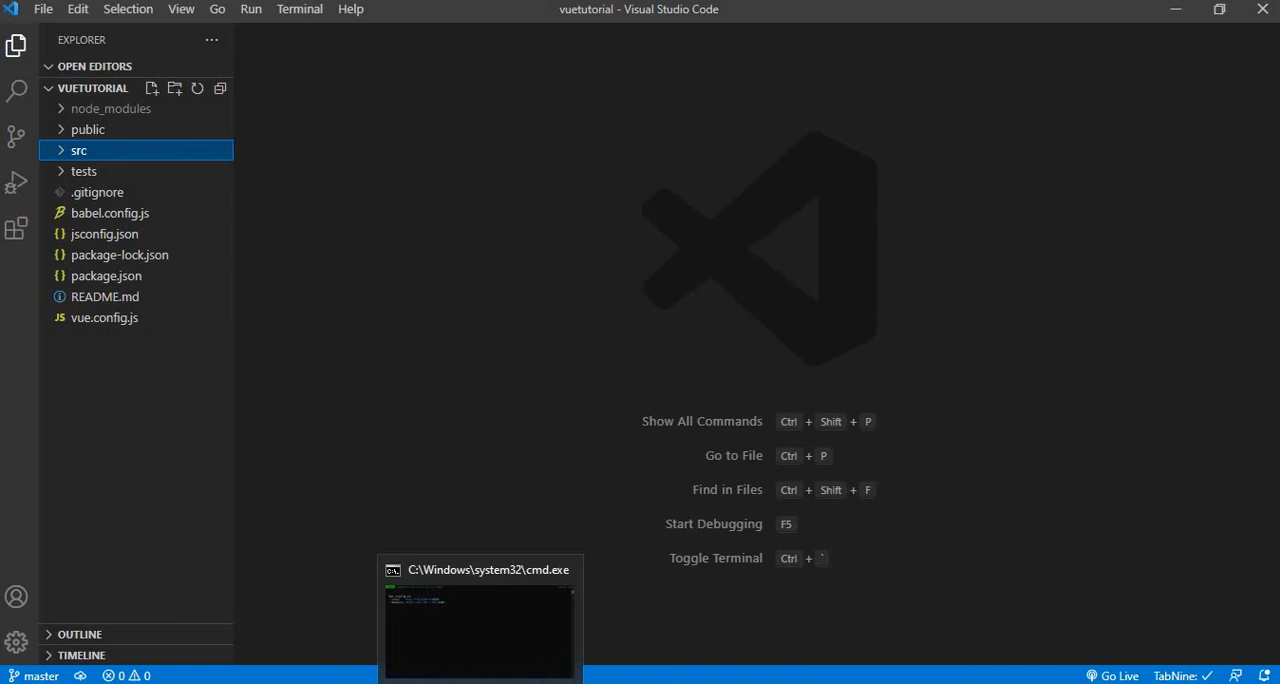 File Edit Selection View Go Run Terminal Help
vuetutorial - Visual Studio Code
EXPLORER
OPEN EDITORS
VUETUTORIAL
node_modules
public
src
tests
.gitignore
babel.config.js
jsconfig.json
package-lock.json
package.json
README.md
vue.config.js
Show All Commands Ctrl + Shift + P
Go to File Ctrl + P
Find in Files Ctrl + Shift + F
Start Debugging F5
Toggle Terminal Ctrl + `
C:\Windows\system32\cmd.exe
OUTLINE
TIMELINE
master 0 0 Go Live TabNine: ✓